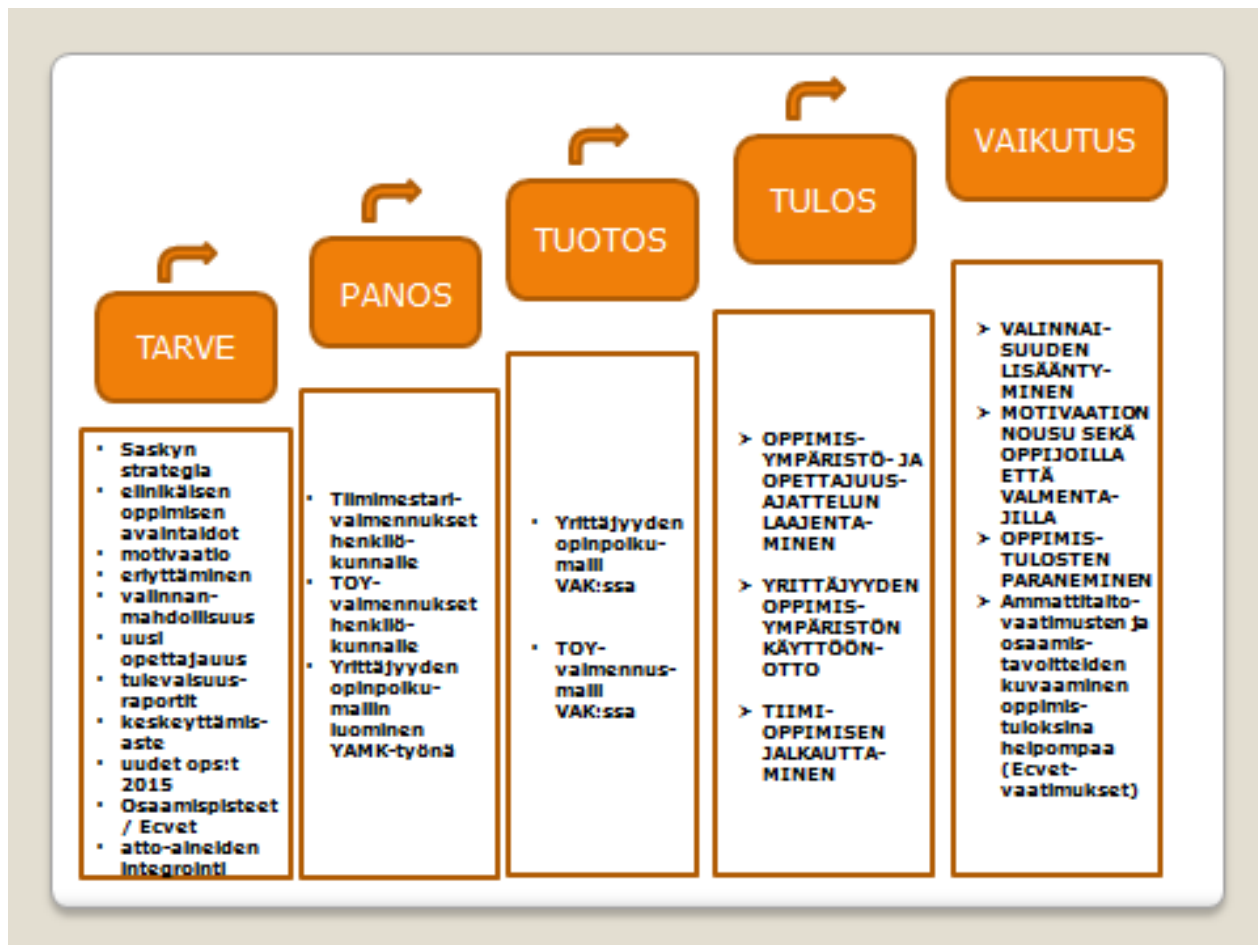 TARVE
• Saskyn
strategia
• elinikäisen
oppimisen
avaintaidot
• motivaatio
• eriyttäminen
• valinnan-
mahdollisuus
• uusi
opettajauus
• tulevaisuus-
raportit
• keskeyttämis-
aste
• uudet ops:t
2015
• Osaamispisteet
/ Ecvet
• atto-aineiden
integrointi
PANOS
• Tiimimestari-
valmennukset
henkilö-
kunnalle
• TOY-
valmennukset
henkilö-
kunnalle
• Yrittäjyyden
opinpolku-
mallin
luominen
YAMK-työnä
TUOTOS
• Yrittäjyyden
opinpolku-
malli
VAK:ssa
• TOY-
valmennus-
malli
VAK:ssa
TULOS
➢ OPPIMIS-
YMPÄRISTÖ- JA
OPETTAJUUS-
AJATTELUN
LAAJENTA-
MINEN
➢ YRITTÄJYYDEN
OPPIMIS-
YMPÄRISTÖN
KÄYTTÖÖN-
OTTO
➢ TIIMI-
OPPIMISEN
JALKAUTTA-
MINEN
VAIKUTUS
➢ VALINNAI-
SUUDEN
LISÄÄNTY-
MINEN
➢ MOTIVAATION
NOUSU SEKÄ
OPPIJOILLA
ETTÄ
VALMENTA-
JILLA
➢ OPPIMIS-
TULOSTEN
PARANEMINEN
➢ Ammattitaito-
vaatimusten ja
osaamis-
tavoitteiden
kuvaaminen
oppimis-
tuloksina
helpompaa
(Ecvet-
vaatimukset)